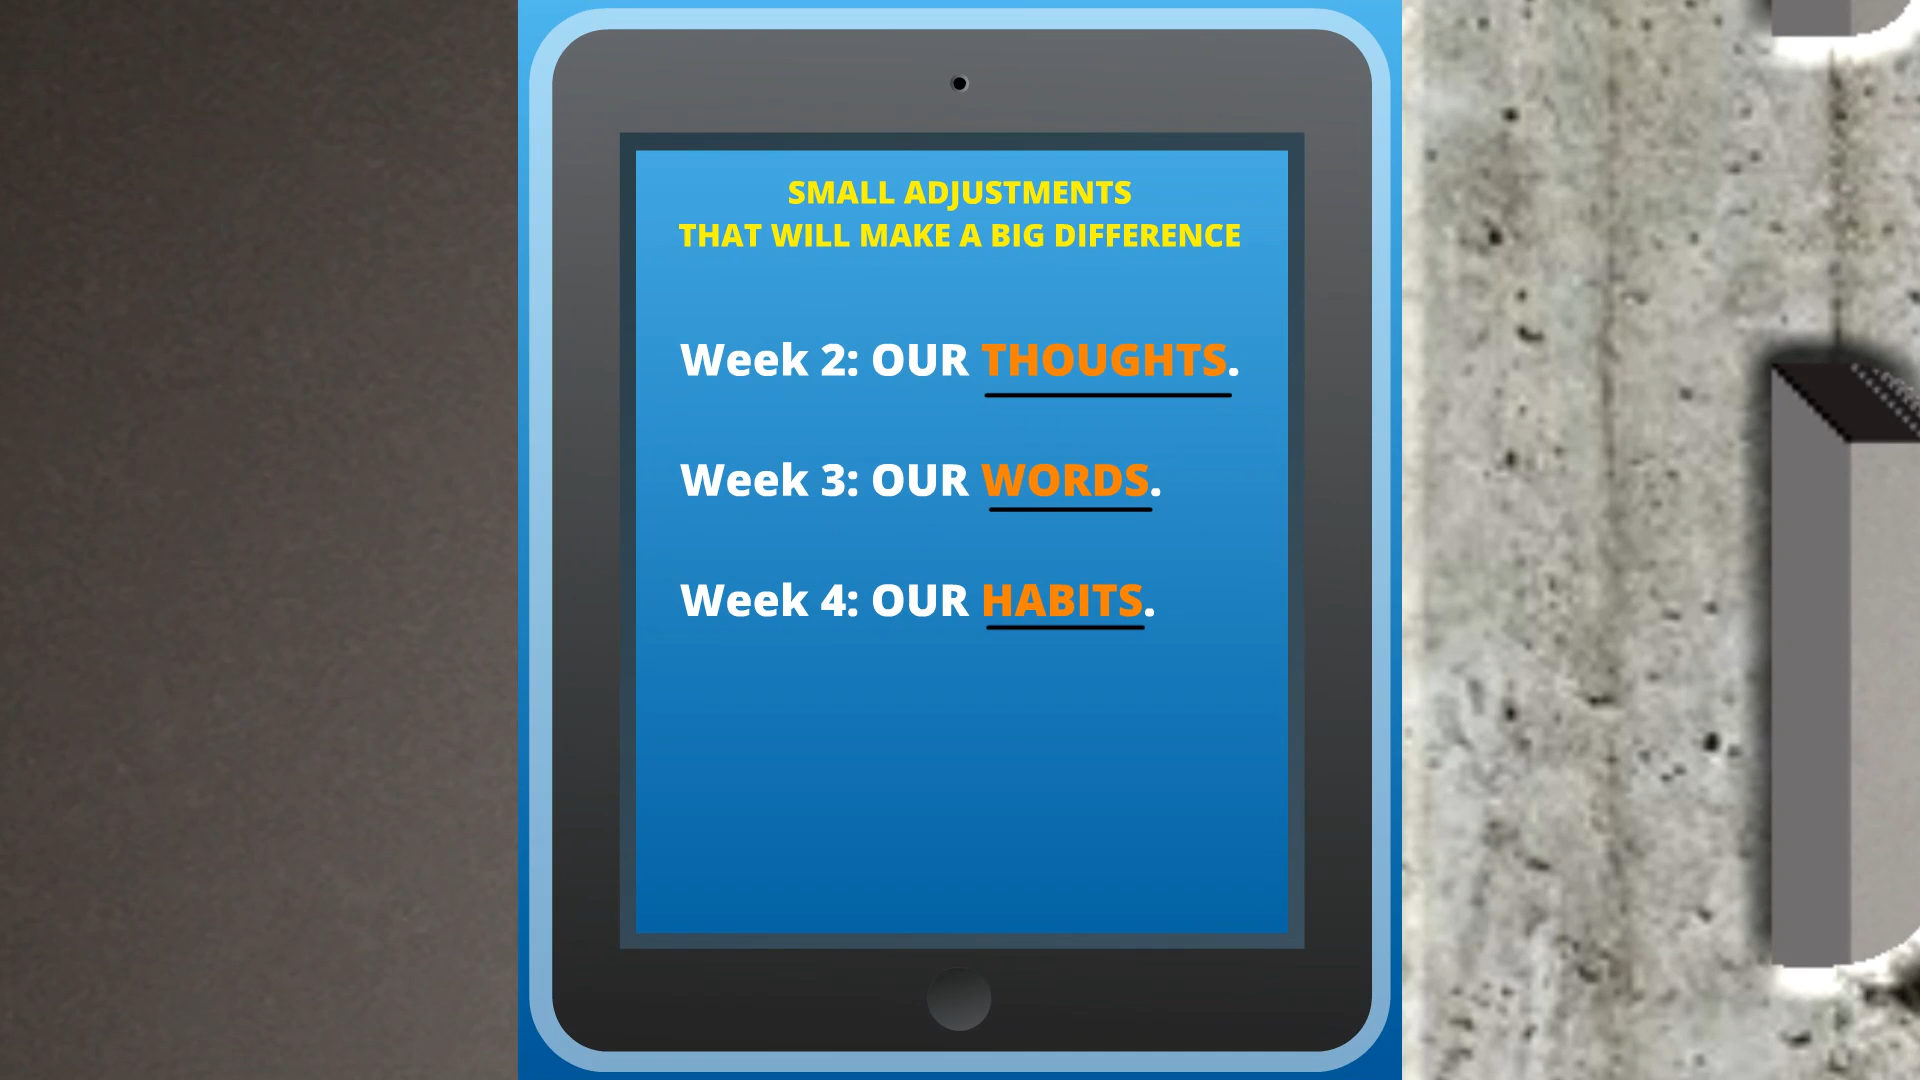 SMALL ADJUSTMENTS
THAT WILL MAKE A BIG DIFFERENCE
Week 2: OUR THOUGHTS.
Week 3: OUR WORDS.
Week 4: OUR HABITS.